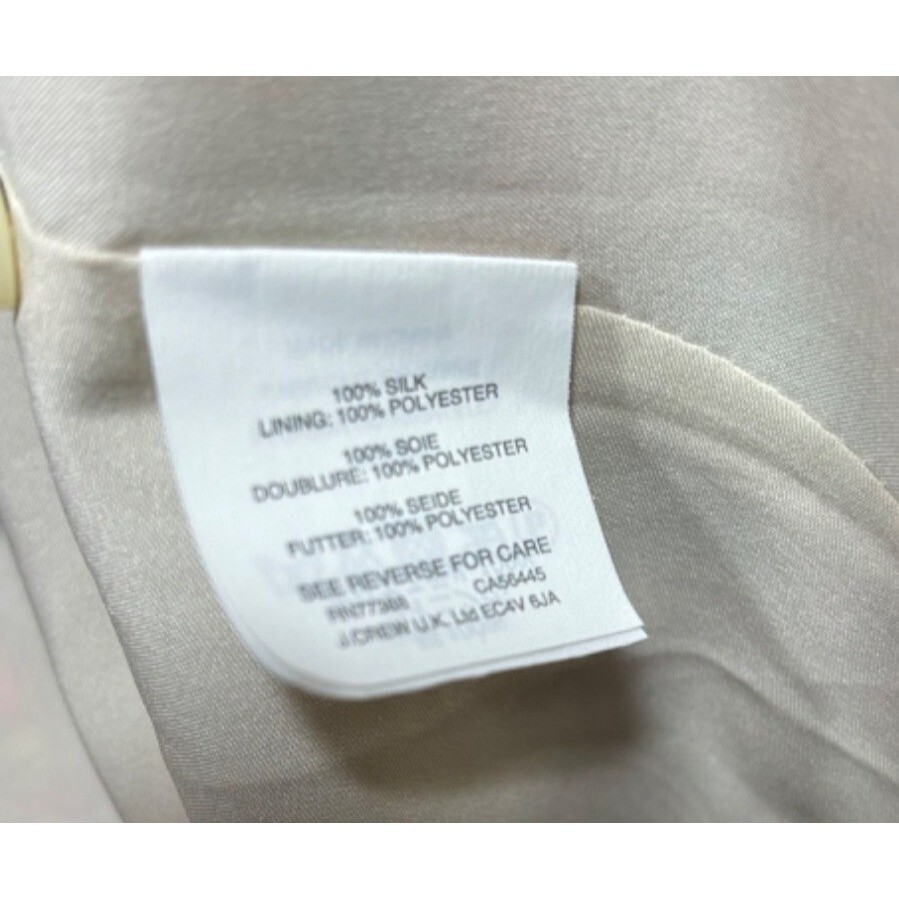 100% SILK
LINING: 100% POLYESTER
100% SOIE
DOUBLURE: 100% POLYESTER
100% SEIDE
FUTTER: 100% POLYESTER
SEE REVERSE FOR CARE
RN77388 CA56445
J.CREW U.K. Ltd EC4V 6JA